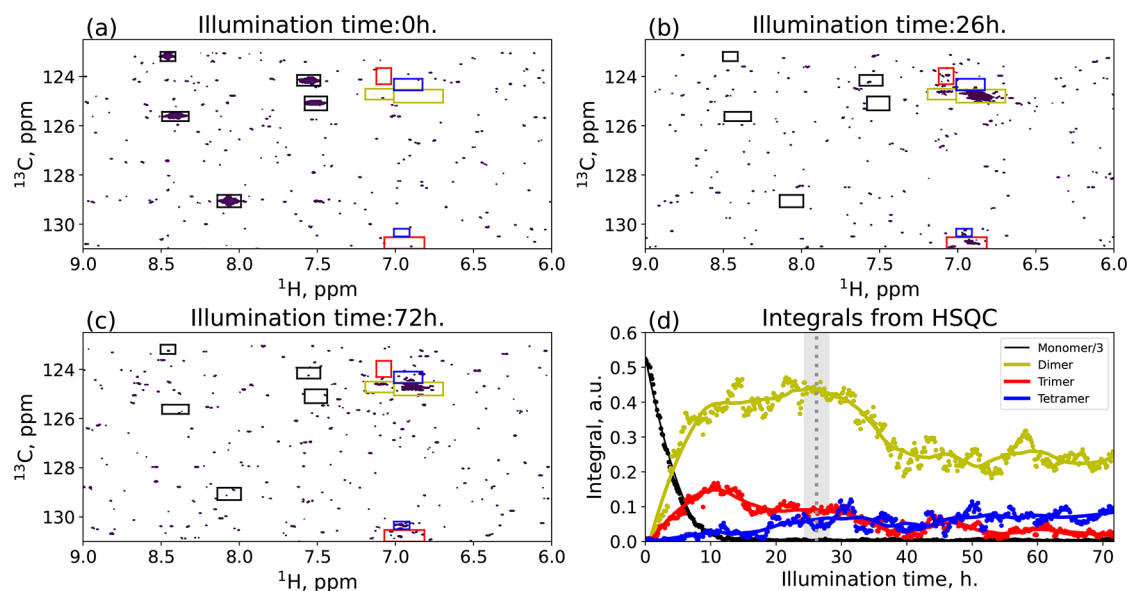 (a) Illumination time:0h.
124
126
128
130
¹³C, ppm
9.0 8.5 8.0 7.5 7.0 6.5 6.0
¹H, ppm
(b) Illumination time:26h.
124
126
128
130
¹³C, ppm
9.0 8.5 8.0 7.5 7.0 6.5 6.0
¹H, ppm
(c) Illumination time:72h.
124
126
128
130
¹³C, ppm
9.0 8.5 8.0 7.5 7.0 6.5 6.0
¹H, ppm
(d) Integrals from HSQC
0.6
0.5
0.4
0.3
0.2
0.1
0.0
Integral, a.u.
Monomer/3
Dimer
Trimer
Tetramer
0 10 20 30 40 50 60 70
Illumination time, h.